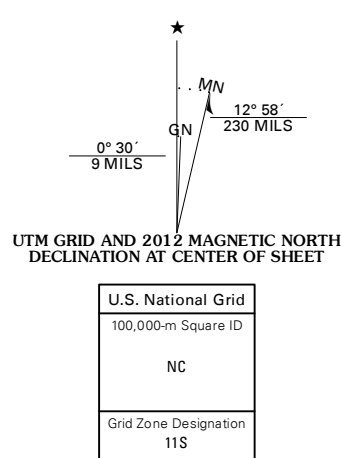 ★
MN
GN
12° 58´
230 MILS
0° 30´
9 MILS
UTM GRID AND 2012 MAGNETIC NORTH
DECLINATION AT CENTER OF SHEET
U.S. National Grid
100,000-m Square ID
NC
Grid Zone Designation
11S